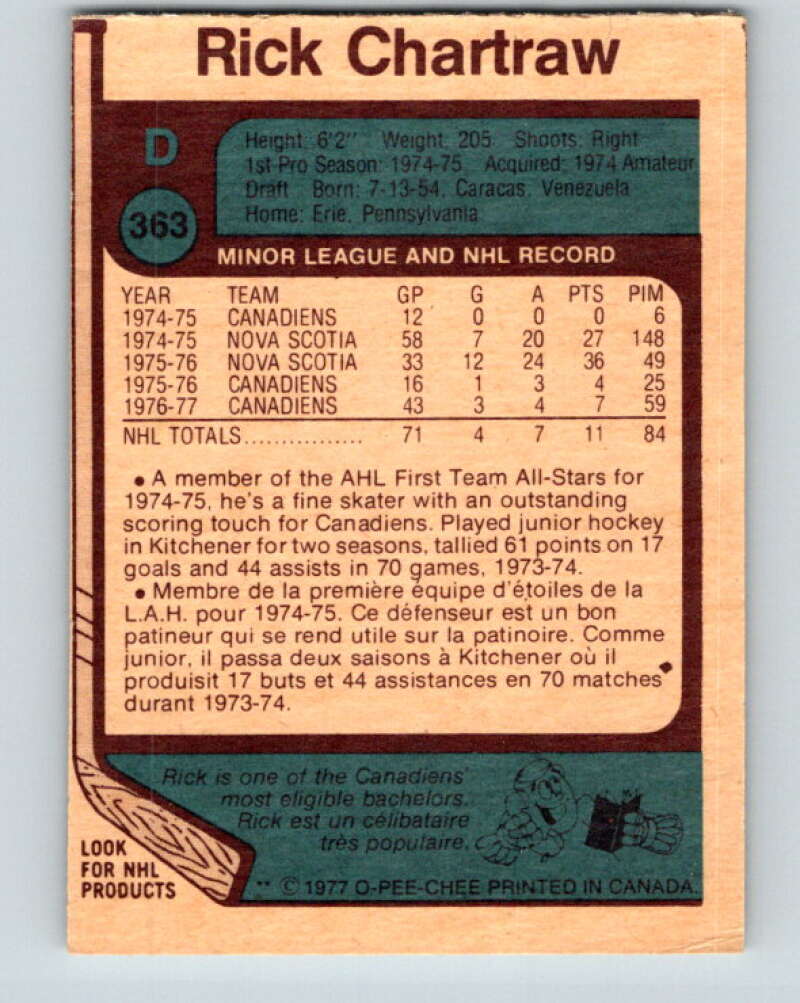 Rick Chartraw
D
363
Height: 6'2" Weight: 205 Shoots: Right
1st Pro Season: 1974-75 Acquired: 1974 Amateur
Draft Born: 7-13-54, Caracas, Venezuela
Home: Erie, Pennsylvania
MINOR LEAGUE AND NHL RECORD
YEAR TEAM GP G A PTS PIM
1974-75 CANADIENS 12 0 0 0 6
1974-75 NOVA SCOTIA 58 7 20 27 148
1975-76 NOVA SCOTIA 33 12 24 36 49
1975-76 CANADIENS 16 1 3 4 25
1976-77 CANADIENS 43 3 4 7 59
NHL TOTALS................ 71 4 7 11 84
• A member of the AHL First Team All-Stars for
1974-75, he's a fine skater with an outstanding
scoring touch for Canadiens. Played junior hockey
in Kitchener for two seasons, tallied 61 points on 17
goals and 44 assists in 70 games, 1973-74.
• Membre de la première équipe d'étoiles de la
L.A.H. pour 1974-75. Ce défenseur est un bon
patineur qui se rend utile sur la patinoire. Comme
junior, il passa deux saisons à Kitchener où il
produisit 17 buts et 44 assistances en 70 matches
durant 1973-74.
Rick is one of the Canadiens'
most eligible bachelors.
Rick est un célibataire
très populaire.
LOOK
FOR NHL
PRODUCTS
** © 1977 O-PEE-CHEE PRINTED IN CANADA.